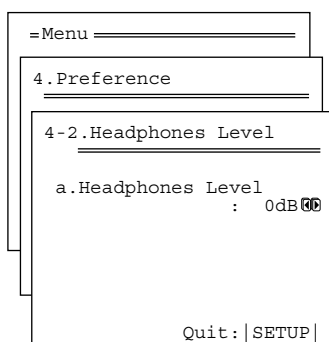 Menu
4.Preference
4-2.Headphones Level
a.Headphones Level
: 0dB
Quit:|SETUP|